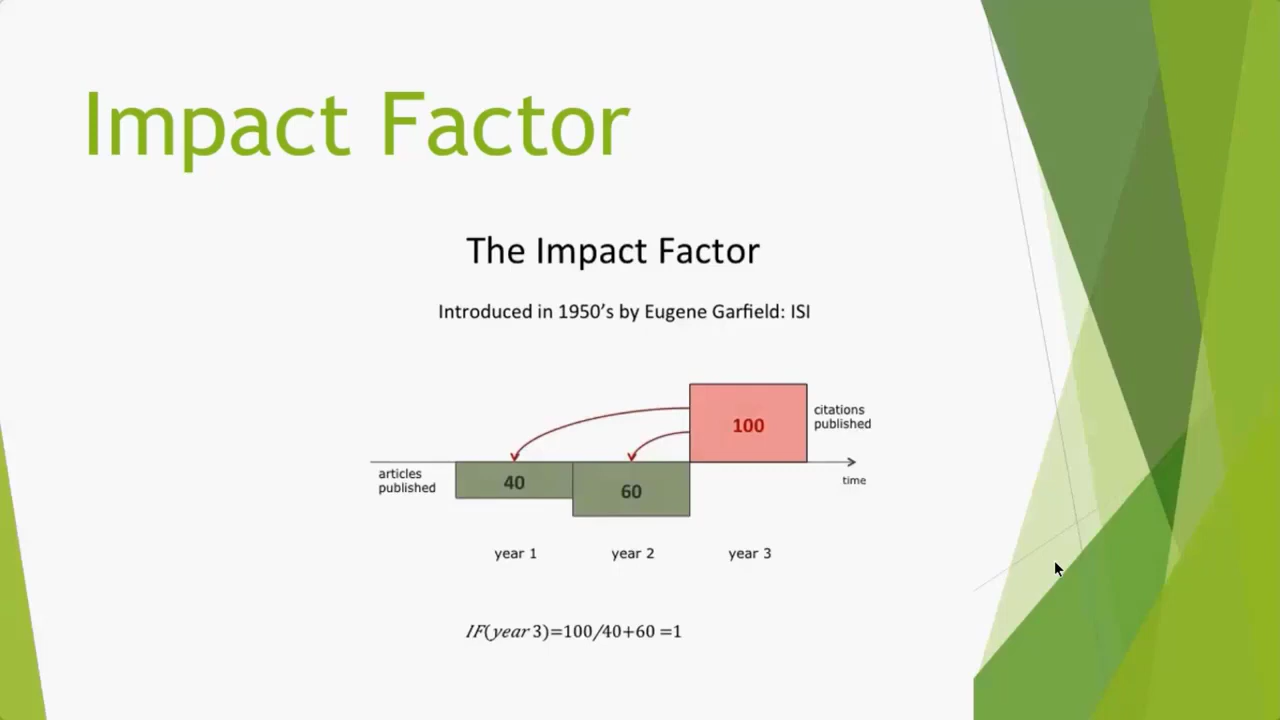 Impact Factor
The Impact Factor
Introduced in 1950’s by Eugene Garfield: ISI
100
citations
published
articles
published
40
60
time
year 1
year 2
year 3
IF(year 3)=100/40+60 =1